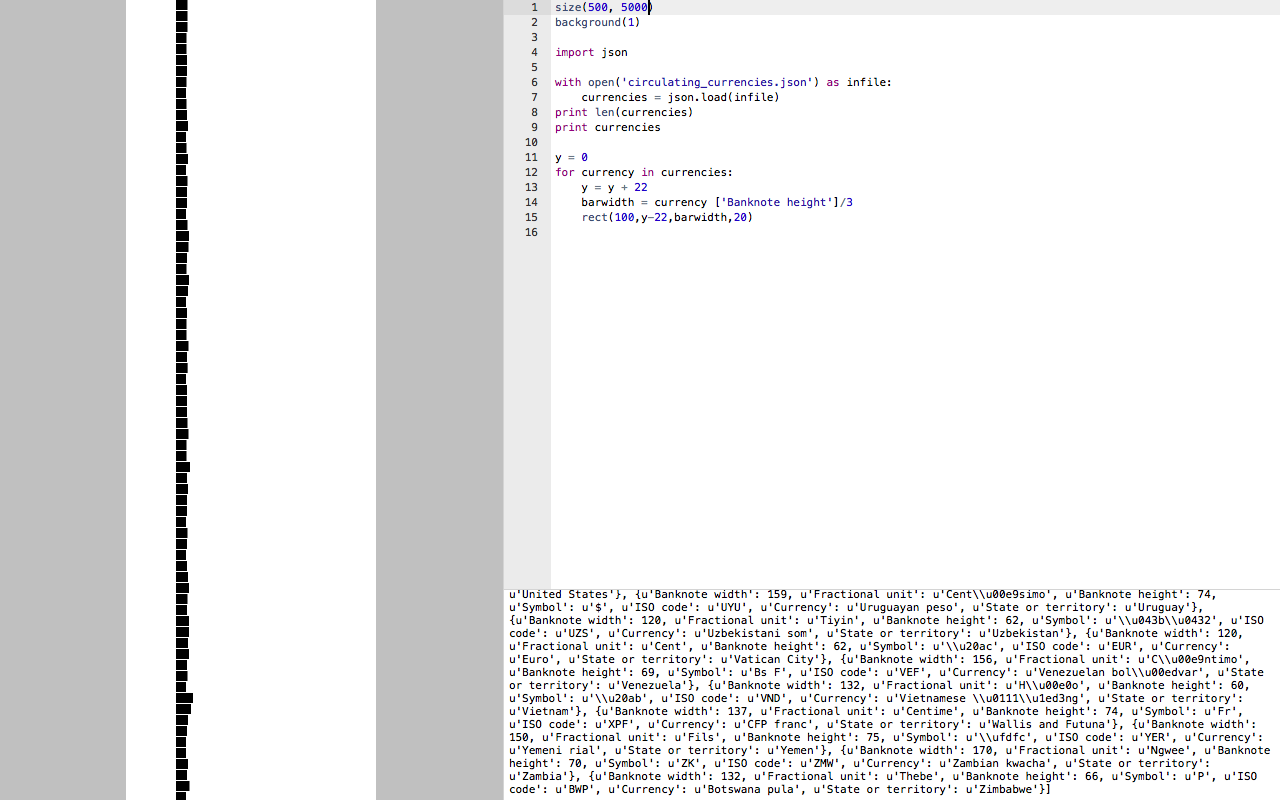 1 size(500, 5000)
2 background(1)
3
4 import json
5
6 with open('circulating_currencies.json') as infile:
7     currencies = json.load(infile)
8 print len(currencies)
9 print currencies
10
11 y = 0
12 for currency in currencies:
13     y = y + 22
14     barwidth = currency ['Banknote height']/3
15     rect(100,y-22,barwidth,20)
16
u'United States'}, {u'Banknote width': 159, u'Fractional unit': u'Cent\\u00e9simo', u'Banknote height': 74,
u'Symbol': u'$', u'ISO code': u'UYU', u'Currency': u'Uruguayan peso', u'State or territory': u'Uruguay'},
{u'Banknote width': 120, u'Fractional unit': u'Tiyin', u'Banknote height': 62, u'Symbol': u'\\u043b\\u0432', u'ISO
code': u'UZS', u'Currency': u'Uzbekistani som', u'State or territory': u'Uzbekistan'}, {u'Banknote width': 120,
u'Fractional unit': u'Cent', u'Banknote height': 62, u'Symbol': u'\\u20ac', u'ISO code': u'EUR', u'Currency':
u'Euro', u'State or territory': u'Vatican City'}, {u'Banknote width': 156, u'Fractional unit': u'C\\u00e9ntimo',
u'Banknote height': 69, u'Symbol': u'Bs F', u'ISO code': u'VEF', u'Currency': u'Venezuelan bol\\u00edvar', u'State
or territory': u'Venezuela'}, {u'Banknote width': 132, u'Fractional unit': u'H\\u00e0o', u'Banknote height': 60,
u'Symbol': u'\\u20ab', u'ISO code': u'VND', u'Currency': u'Vietnamese \\u0111\\u1ed3ng', u'State or territory':
u'Vietnam'}, {u'Banknote width': 137, u'Fractional unit': u'Centime', u'Banknote height': 74, u'Symbol': u'Fr',
u'ISO code': u'XPF', u'Currency': u'CFP franc', u'State or territory': u'Wallis and Futuna'}, {u'Banknote width':
150, u'Fractional unit': u'Fils', u'Banknote height': 75, u'Symbol': u'\\ufdfc', u'ISO code': u'YER', u'Currency':
u'Yemeni rial', u'State or territory': u'Yemen'}, {u'Banknote width': 170, u'Fractional unit': u'Ngwee', u'Banknote
height': 70, u'Symbol': u'ZK', u'ISO code': u'ZMW', u'Currency': u'Zambian kwacha', u'State or territory':
u'Zambia'}, {u'Banknote width': 132, u'Fractional unit': u'Thebe', u'Banknote height': 66, u'Symbol': u'P', u'ISO
code': u'BWP', u'Currency': u'Botswana pula', u'State or territory': u'Zimbabwe'}]